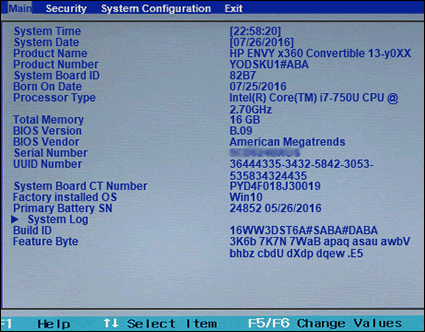 Main Security System Configuration Exit
System Time [22:58:20]
System Date [07/26/2016]
Product Name HP ENVY x360 Convertible 13-y0XX
Product Number YODSKU1#ABA
System Board ID 82B7
Born On Date 07/25/2016
Processor Type Intel(R) Core(TM) i7-750U CPU @
2.70GHz
Total Memory 16 GB
BIOS Version B.09
BIOS Vendor American Megatrends
Serial Number
UUID Number 36444335-3432-5842-3053-
535834324435
System Board CT Number PYD4F018J30019
Factory installed OS Win10
Primary Battery SN 24852 05/26/2016
▶ System Log
Build ID 16WW3DST6A#SABA#DABA
Feature Byte 3K6b 7K7N 7WaB apaq asau awbV
bhbz cbdU dXdp dqew .E5
F1 Help ↑↓ Select Item F5/F6 Change Values